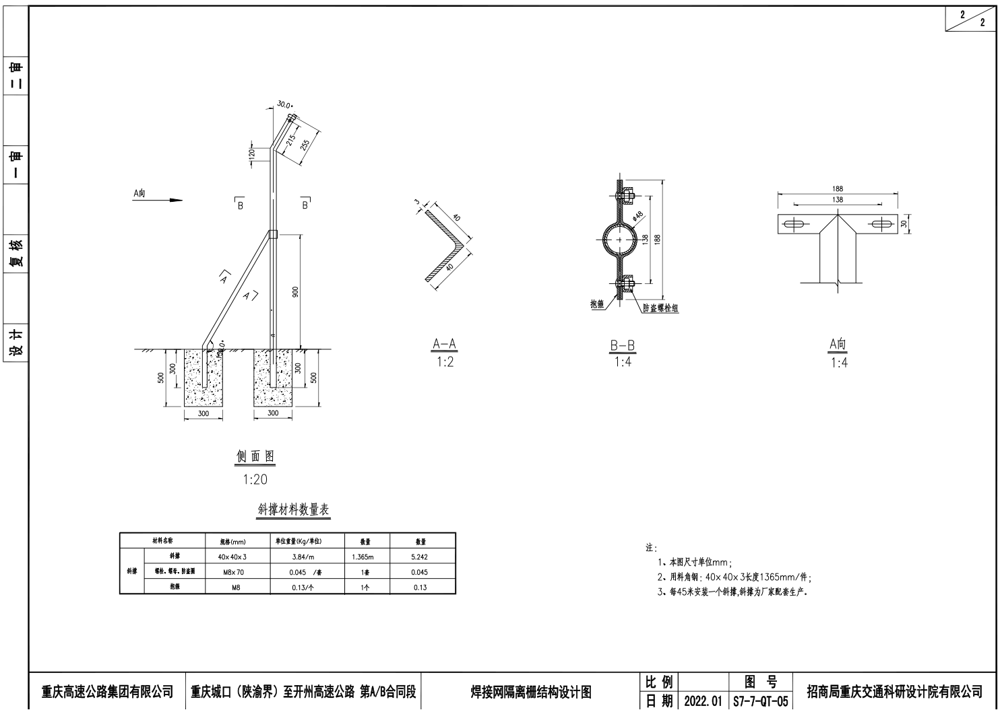 2
2
二审
一审
复核
设计
30.0°
215
255
120
A向
B
B
A
A
900
150.0°
500
300
300
500
300
300
侧面图
1:20
3
40
40
A-A
1:2
ø48
138
188
抱箍
防盗螺栓组
B-B
1:4
188
138
30
A向
1:4
斜撑材料数量表
材料名称 规格(mm) 单位重量(Kg/单位) 数量 数量
斜撑 斜撑 40×40×3 3.84/m 1.365m 5.242
螺栓、螺母、防盗圈 M8×70 0.045 /套 1套 0.045
抱箍 M8 0.13/个 1个 0.13
注:
1、本图尺寸单位mm;
2、用料角钢: 40×40×3长度1365mm/件;
3、每45米安装一个斜撑,斜撑为厂家配套生产。
重庆高速公路集团有限公司 重庆城口（陕渝界）至开州高速公路 第A/B合同段 焊接网隔离栅结构设计图 比例 图号 招商局重庆交通科研设计院有限公司
日期 2022.01 S7-7-QT-05